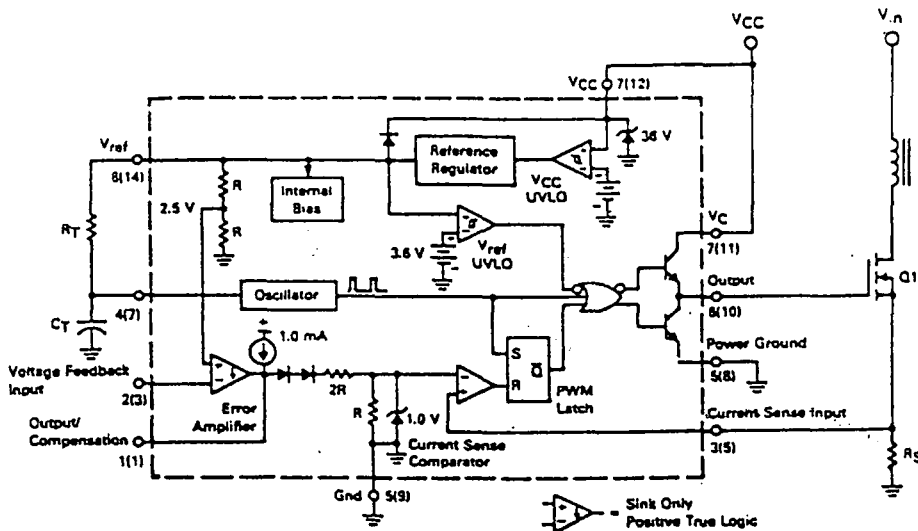 VCC
Vin
VCC
7(12)
36 V
Vref
8(14)
Reference
Regulator
VCC
UVLO
R
Internal
Bias
2.5 V
RT
R
3.6 V
Vref
UVLO
VC
7(11)
Output
6(10)
Q1
Oscillator
4(7)
CT
1.0 mA
Power Ground
5(8)
S
Q̅
R
PWM
Latch
Voltage Feedback
Input
2(3)
2R
Error
Amplifier
R
1.0 V
Current Sense Input
3(5)
Output/
Compensation
1(1)
Current Sense
Comparator
RS
Gnd
5(9)
= Sink Only
Positive True Logic